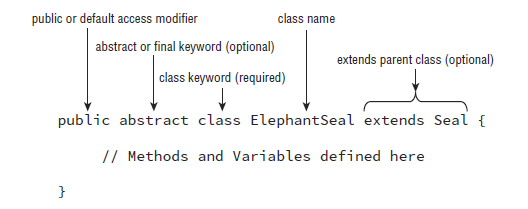 public or default access modifier
class name
abstract or final keyword (optional)
extends parent class (optional)
class keyword (required)
public abstract class ElephantSeal extends Seal {
// Methods and Variables defined here
}